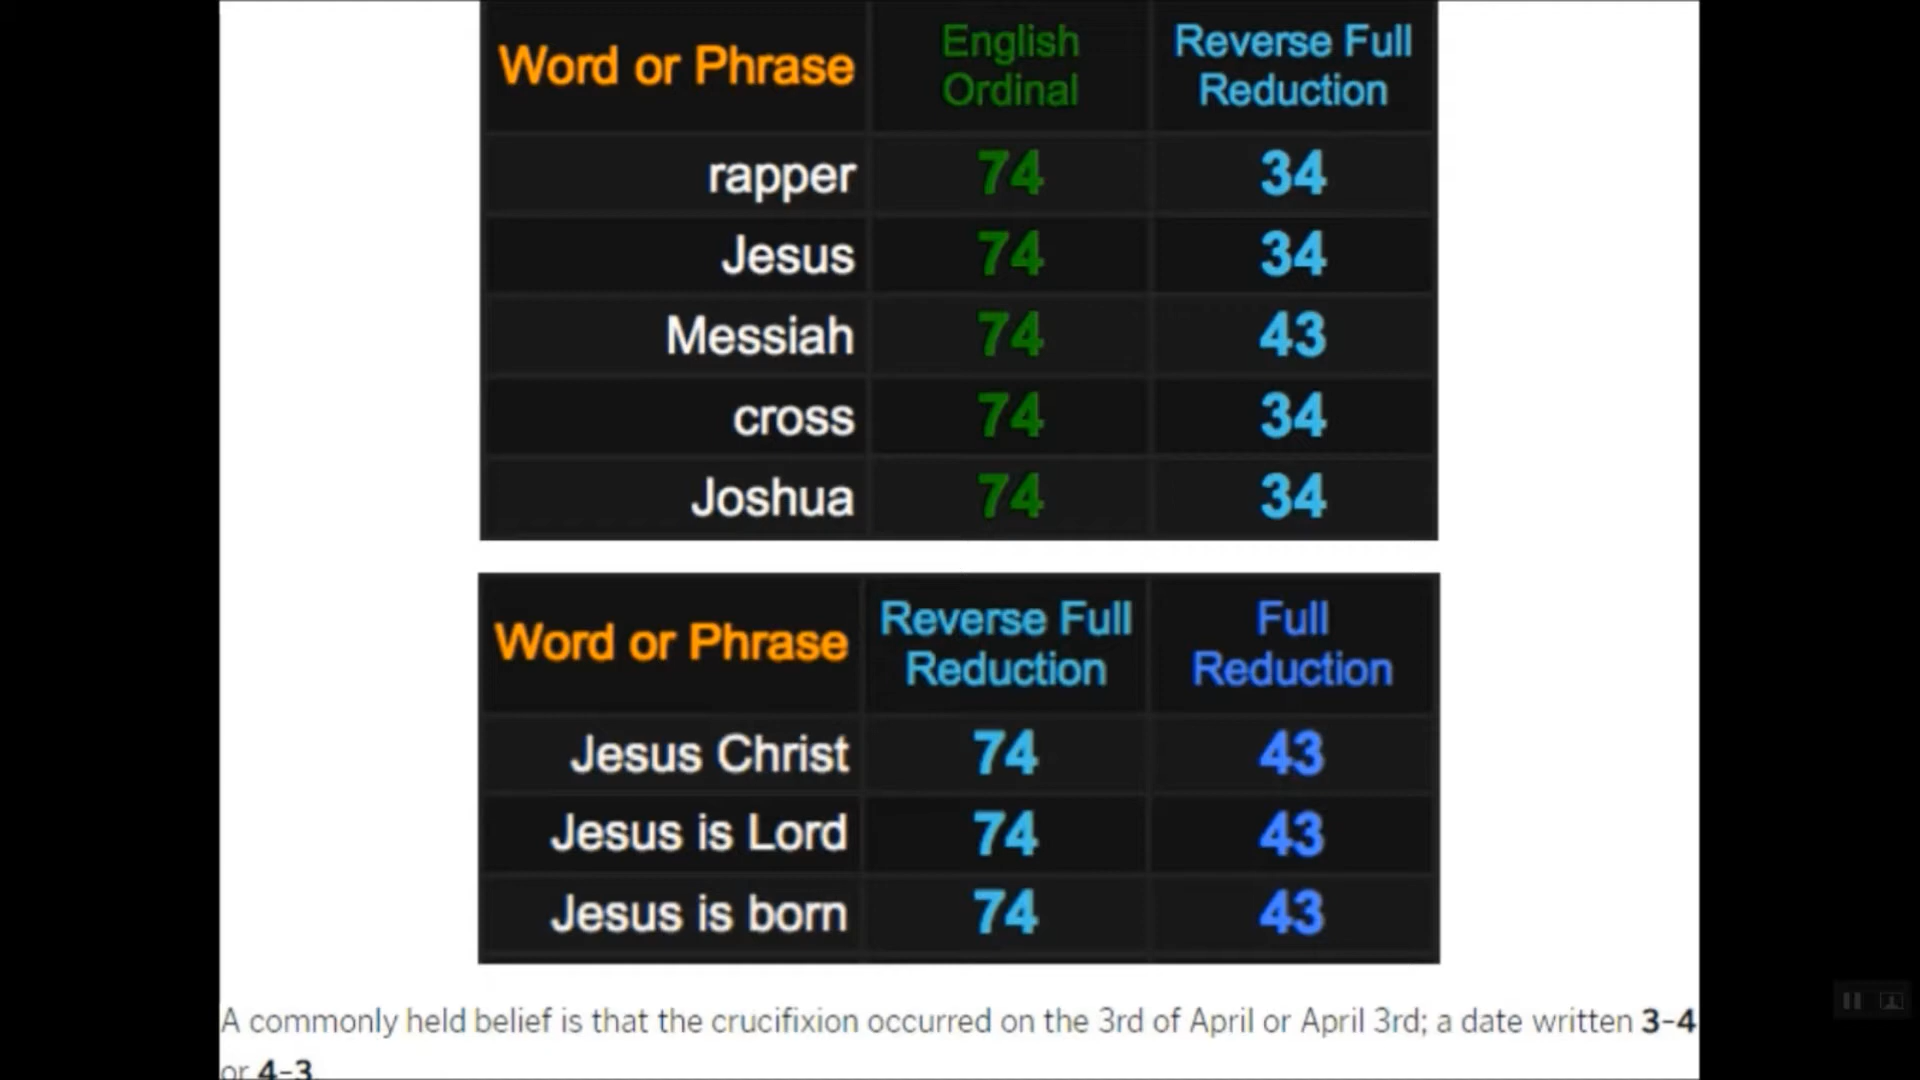 Word or Phrase English Ordinal Reverse Full Reduction
rapper 74 34
Jesus 74 34
Messiah 74 43
cross 74 34
Joshua 74 34
Word or Phrase Reverse Full Reduction Full Reduction
Jesus Christ 74 43
Jesus is Lord 74 43
Jesus is born 74 43
A commonly held belief is that the crucifixion occurred on the 3rd of April or April 3rd; a date written 3-4
or 4-3.